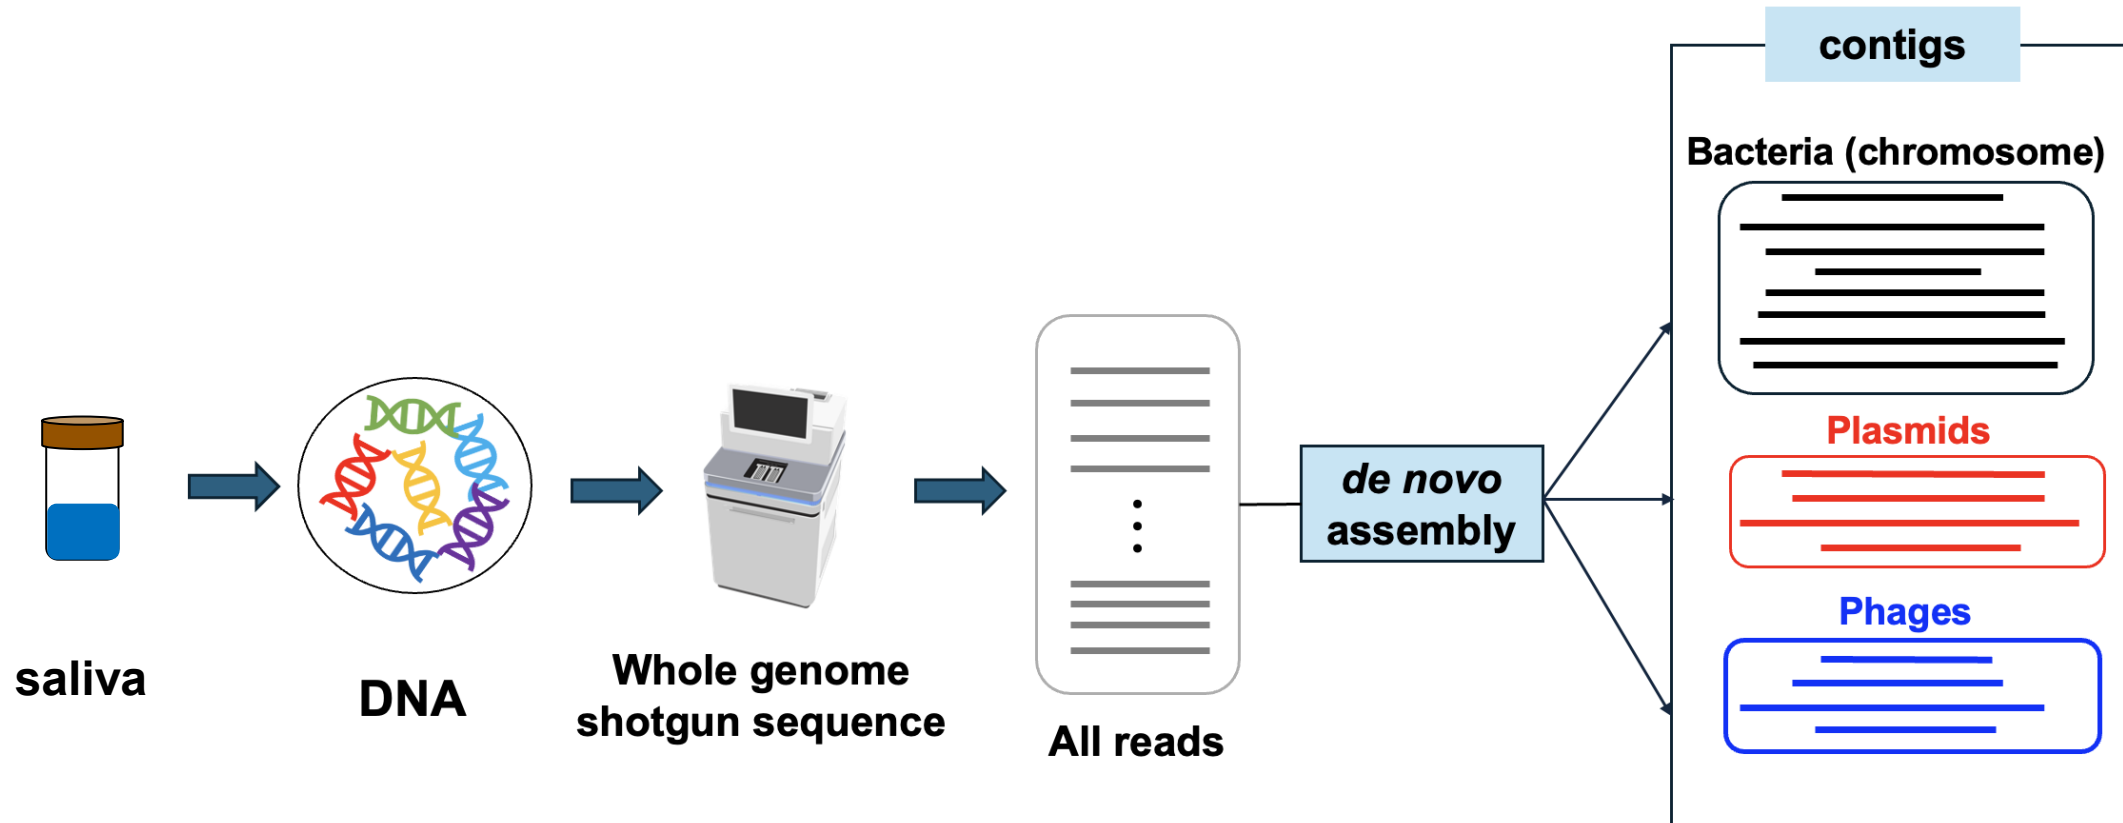 saliva
DNA
Whole genome
shotgun sequence
All reads
de novo
assembly
contigs
Bacteria (chromosome)
Plasmids
Phages